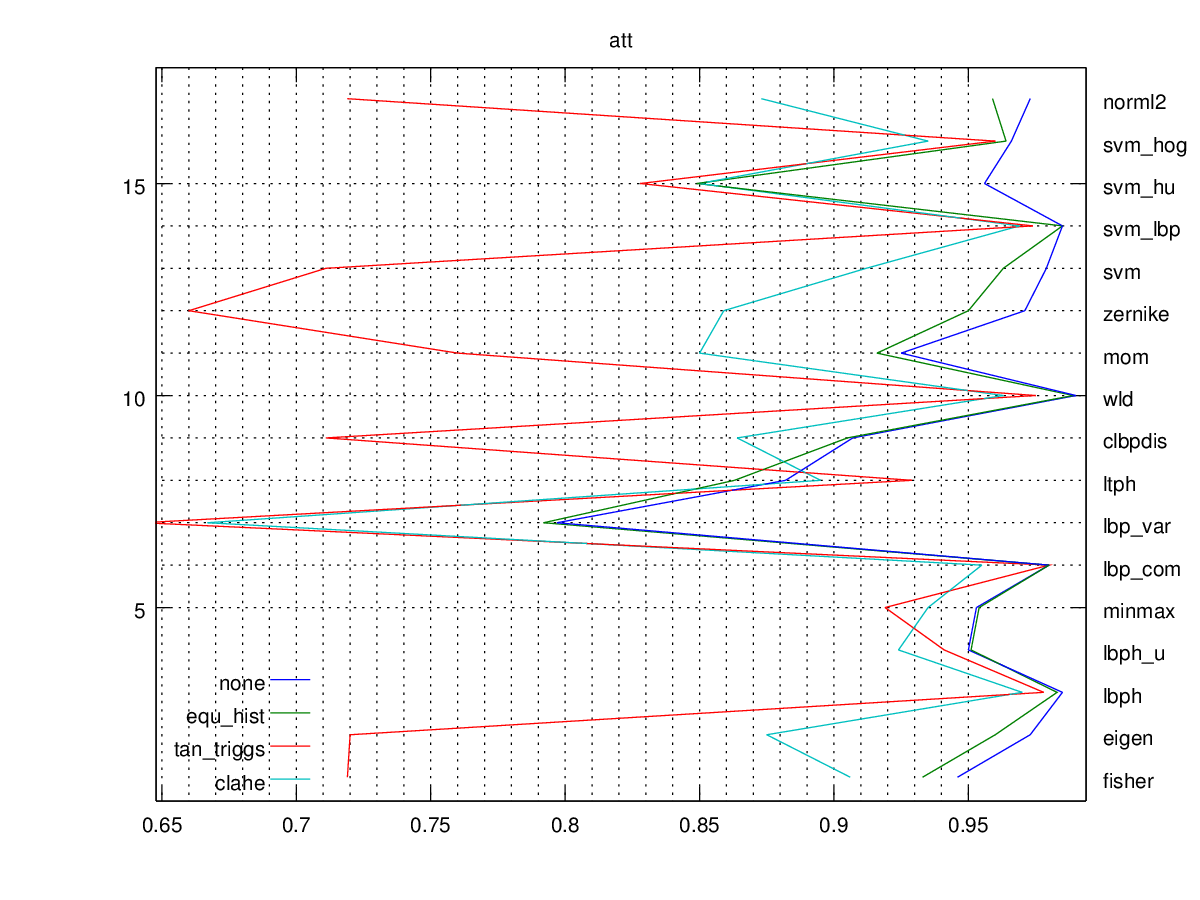 att
norml2
svm_hog
15
svm_hu
svm_lbp
svm
zernike
mom
10
wld
clbpdis
ltph
lbp_var
lbp_com
5
minmax
lbph_u
none
lbph
equ_hist
tan_triggs
eigen
clahe
fisher
0.65 0.7 0.75 0.8 0.85 0.9 0.95